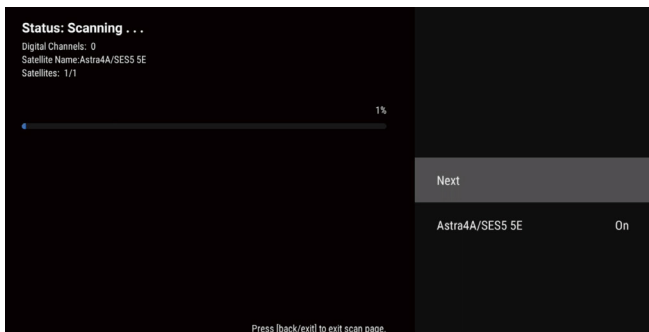 Status: Scanning . . .
Digital Channels: 0
Satellite Name:Astra4A/SES5 5E
Satellites: 1/1
1%
Next
Astra4A/SES5 5E On
Press [back/exit] to exit scan page.